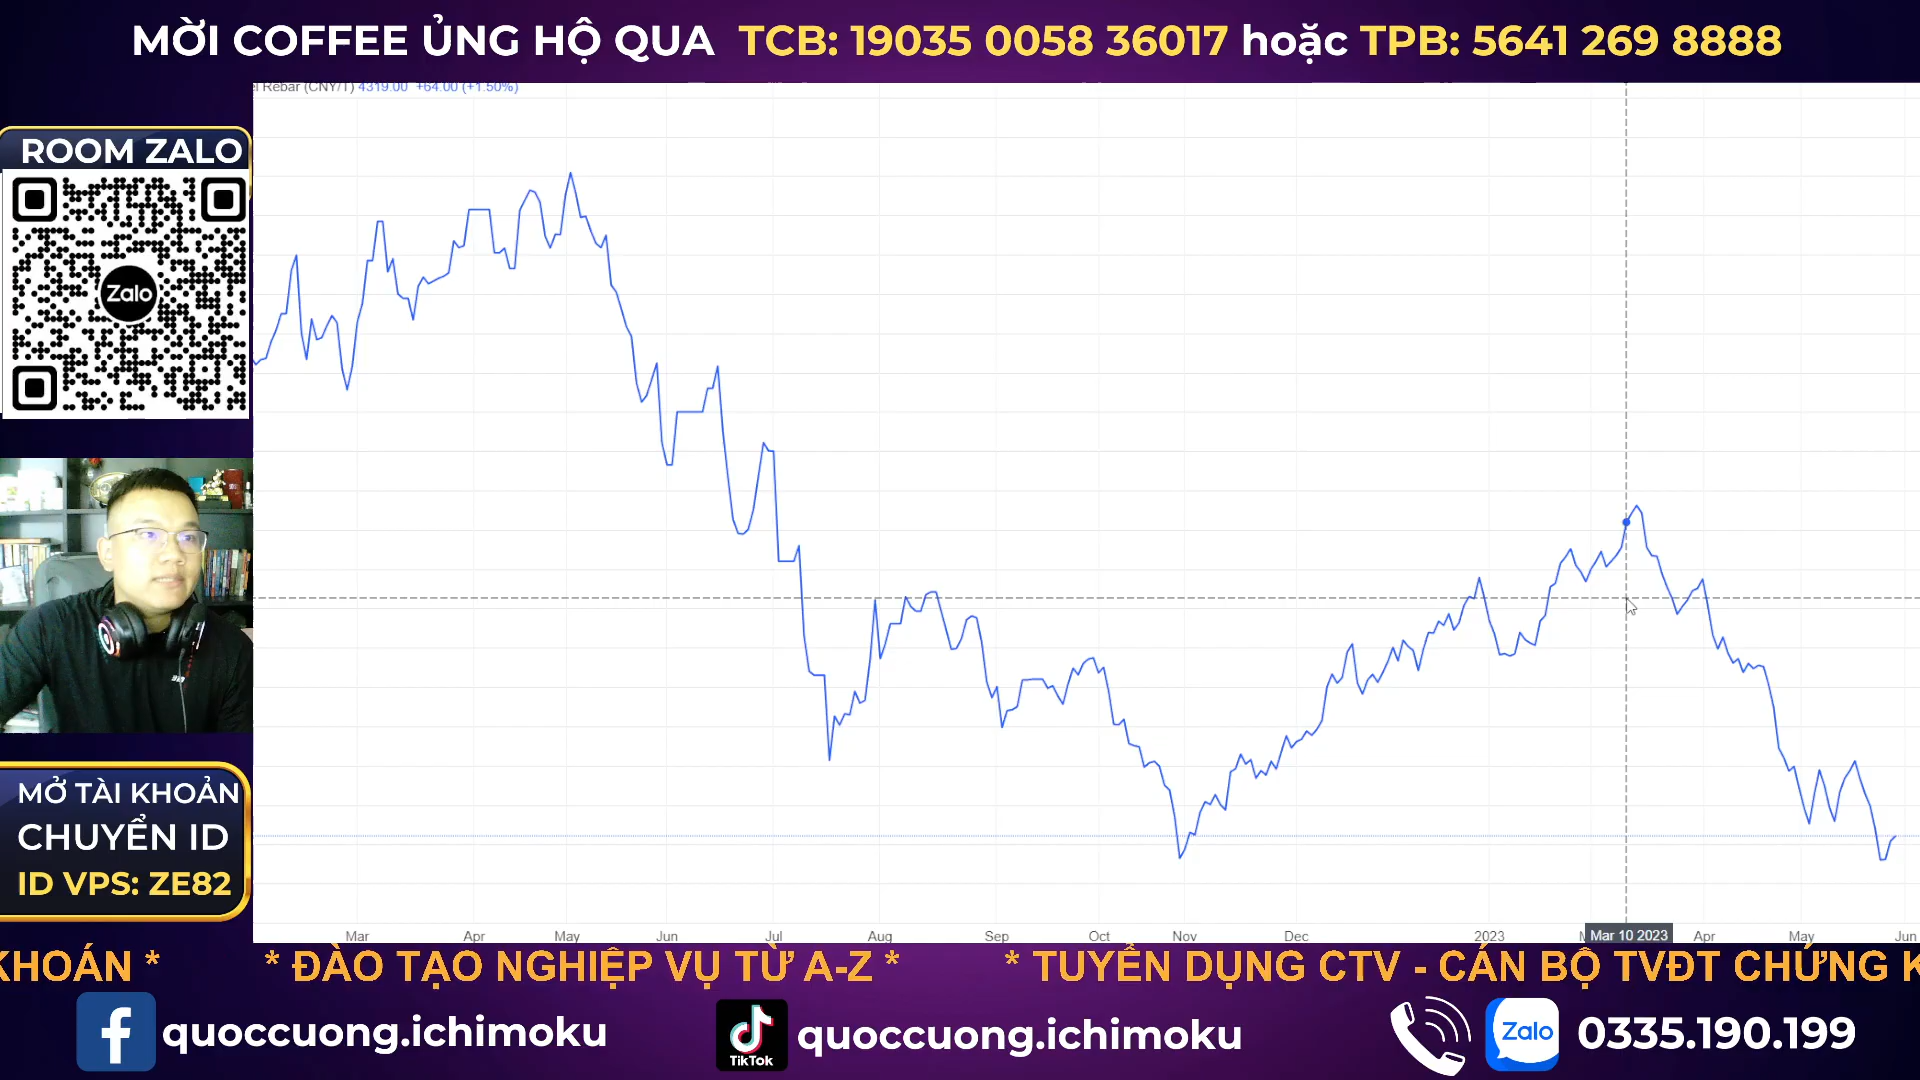 MỜI COFFEE ỦNG HỘ QUA TCB: 19035 0058 36017 hoặc TPB: 5641 269 8888
Rebar (CNY/T) 4319.00 +64.00 (+1.50%)
ROOM ZALO
Zalo
MỞ TÀI KHOẢN
CHUYỂN ID
ID VPS: ZE82
Mar Apr May Jun Jul Aug Sep Oct Nov Dec 2023 Mar 10 2023 Apr May Jun
KHOÁN * * ĐÀO TẠO NGHIỆP VỤ TỪ A-Z * * TUYỂN DỤNG CTV - CÁN BỘ TVĐT CHỨNG K
quoccuong.ichimoku
TikTok
quoccuong.ichimoku
Zalo
0335.190.199